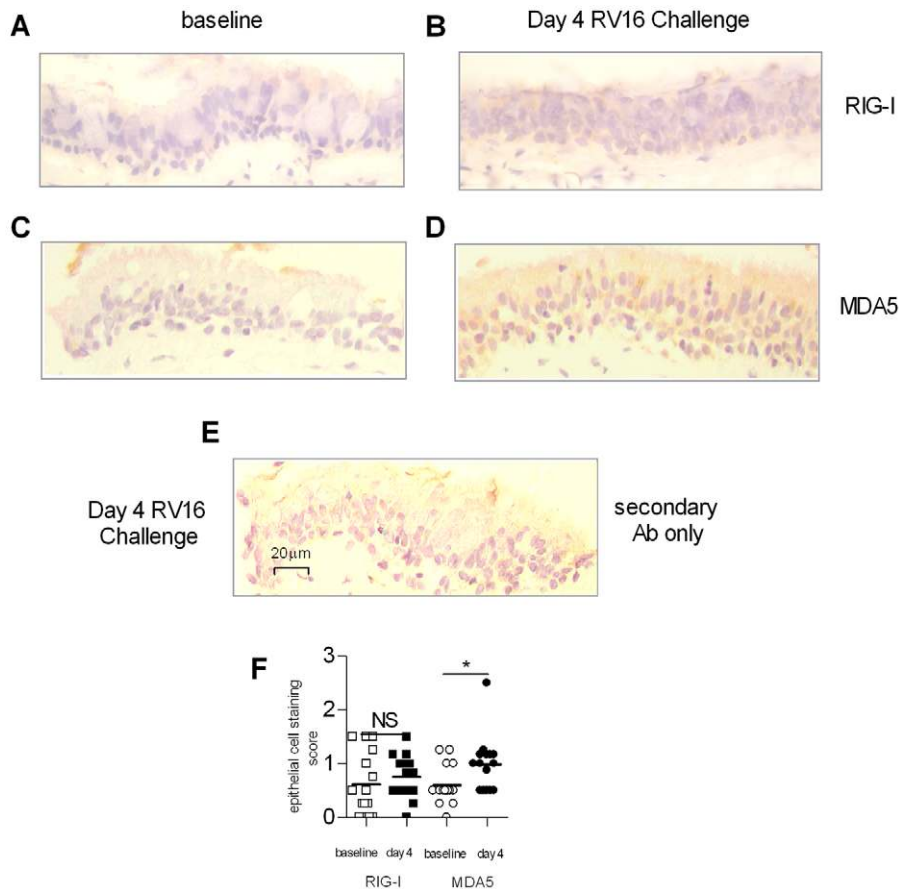 baseline
Day 4 RV16 Challenge
A
B
RIG-I
C
D
MDA5
E
Day 4 RV16
Challenge
20µm
secondary
Ab only
F
epithelial cell staining
score
3
2
1
0
NS
*
baseline day 4 baseline day 4
RIG-I MDA5